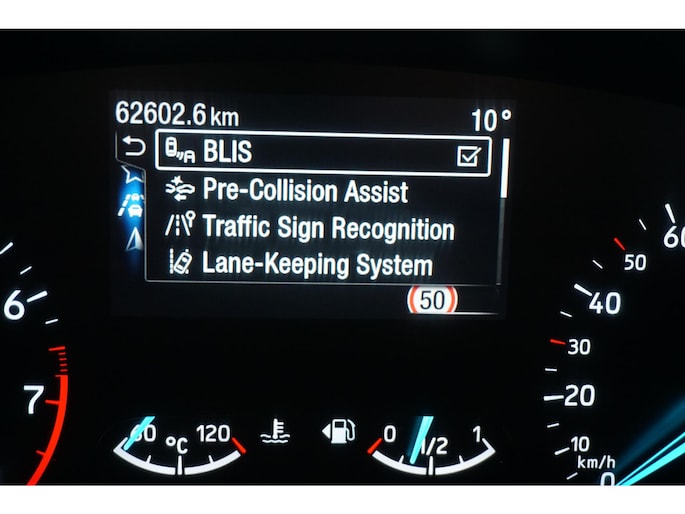 62602.6 km 10°
BLIS
Pre-Collision Assist
Traffic Sign Recognition
Lane-Keeping System
50
6
7
60
50
40
30
20
10
km/h
0
60 °C 120
0 1/2 1